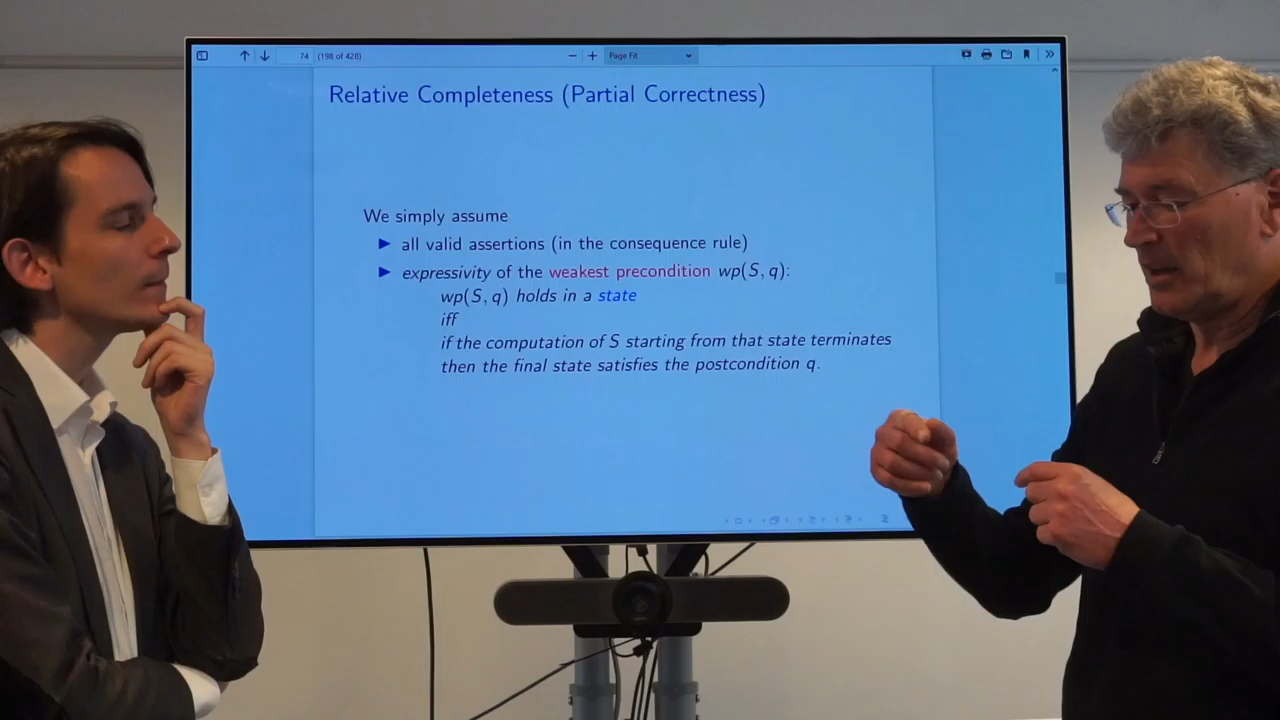 74 (198 of 428) Page Fit
Relative Completeness (Partial Correctness)
We simply assume
all valid assertions (in the consequence rule)
expressivity of the weakest precondition wp(S, q):
wp(S, q) holds in a state
iff
if the computation of S starting from that state terminates
then the final state satisfies the postcondition q.